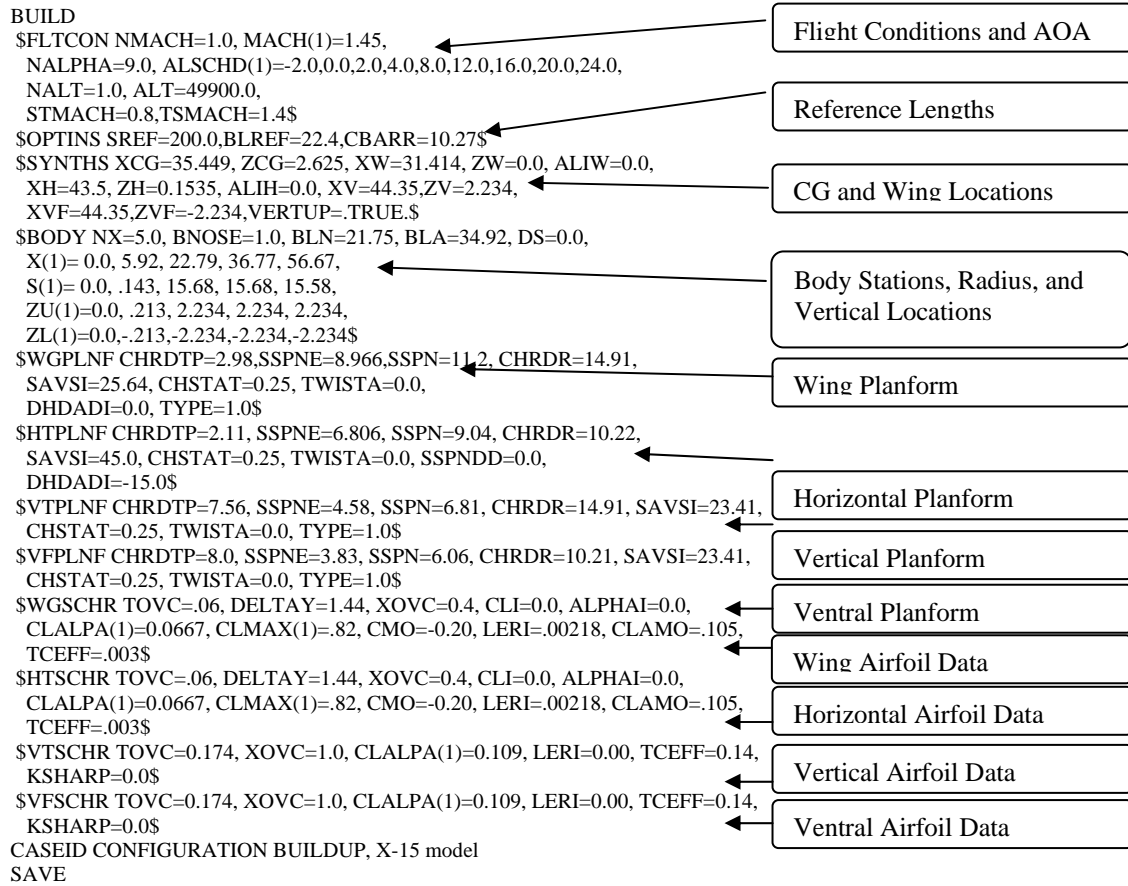 BUILD
$FLTCON NMACH=1.0, MACH(1)=1.45,
NALPHA=9.0, ALSCHD(1)=-2.0,0.0,2.0,4.0,8.0,12.0,16.0,20.0,24.0,
NALT=1.0, ALT=49900.0,
STMACH=0.8,TSMACH=1.4$
$OPTINS SREF=200.0,BLREF=22.4,CBARR=10.27$
$SYNTHS XCG=35.449, ZCG=2.625, XW=31.414, ZW=0.0, ALIW=0.0,
XH=43.5, ZH=0.1535, ALIH=0.0, XV=44.35,ZV=2.234,
XVF=44.35,ZVF=-2.234,VERTUP=.TRUE.$
$BODY NX=5.0, BNOSE=1.0, BLN=21.75, BLA=34.92, DS=0.0,
X(1)= 0.0, 5.92, 22.79, 36.77, 56.67,
S(1)= 0.0, .143, 15.68, 15.68, 15.58,
ZU(1)=0.0, .213, 2.234, 2.234, 2.234,
ZL(1)=0.0,-.213,-2.234,-2.234,-2.234$
$WGPLNF CHRDTP=2.98,SSPNE=8.966,SSPN=11.2, CHRDR=14.91,
SAVSI=25.64, CHSTAT=0.25, TWISTA=0.0,
DHDADI=0.0, TYPE=1.0$
$HTPLNF CHRDTP=2.11, SSPNE=6.806, SSPN=9.04, CHRDR=10.22,
SAVSI=45.0, CHSTAT=0.25, TWISTA=0.0, SSPNDD=0.0,
DHDADI=-15.0$
$VTPLNF CHRDTP=7.56, SSPNE=4.58, SSPN=6.81, CHRDR=14.91, SAVSI=23.41,
CHSTAT=0.25, TWISTA=0.0, TYPE=1.0$
$VFPLNF CHRDTP=8.0, SSPNE=3.83, SSPN=6.06, CHRDR=10.21, SAVSI=23.41,
CHSTAT=0.25, TWISTA=0.0, TYPE=1.0$
$WGSCHR TOVC=.06, DELTAY=1.44, XOVC=0.4, CLI=0.0, ALPHAI=0.0,
CLALPA(1)=0.0667, CLMAX(1)=.82, CMO=-0.20, LERI=.00218, CLAMO=.105,
TCEFF=.003$
$HTSCHR TOVC=.06, DELTAY=1.44, XOVC=0.4, CLI=0.0, ALPHAI=0.0,
CLALPA(1)=0.0667, CLMAX(1)=.82, CMO=-0.20, LERI=.00218, CLAMO=.105,
TCEFF=.003$
$VTSCHR TOVC=0.174, XOVC=1.0, CLALPA(1)=0.109, LERI=0.00, TCEFF=0.14,
KSHARP=0.0$
$VFSCHR TOVC=0.174, XOVC=1.0, CLALPA(1)=0.109, LERI=0.00, TCEFF=0.14,
KSHARP=0.0$
CASEID CONFIGURATION BUILDUP, X-15 model
SAVE
Flight Conditions and AOA
Reference Lengths
CG and Wing Locations
Body Stations, Radius, and
Vertical Locations
Wing Planform
Horizontal Planform
Vertical Planform
Ventral Planform
Wing Airfoil Data
Horizontal Airfoil Data
Vertical Airfoil Data
Ventral Airfoil Data